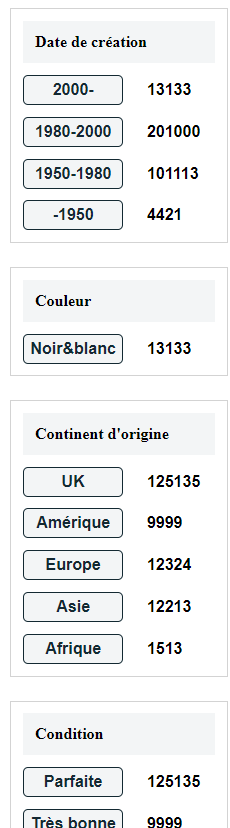 Date de création
2000- 13133
1980-2000 201000
1950-1980 101113
-1950 4421
Couleur
Noir&blanc 13133
Continent d'origine
UK 125135
Amérique 9999
Europe 12324
Asie 12213
Afrique 1513
Condition
Parfaite 125135
Très bonne 9999